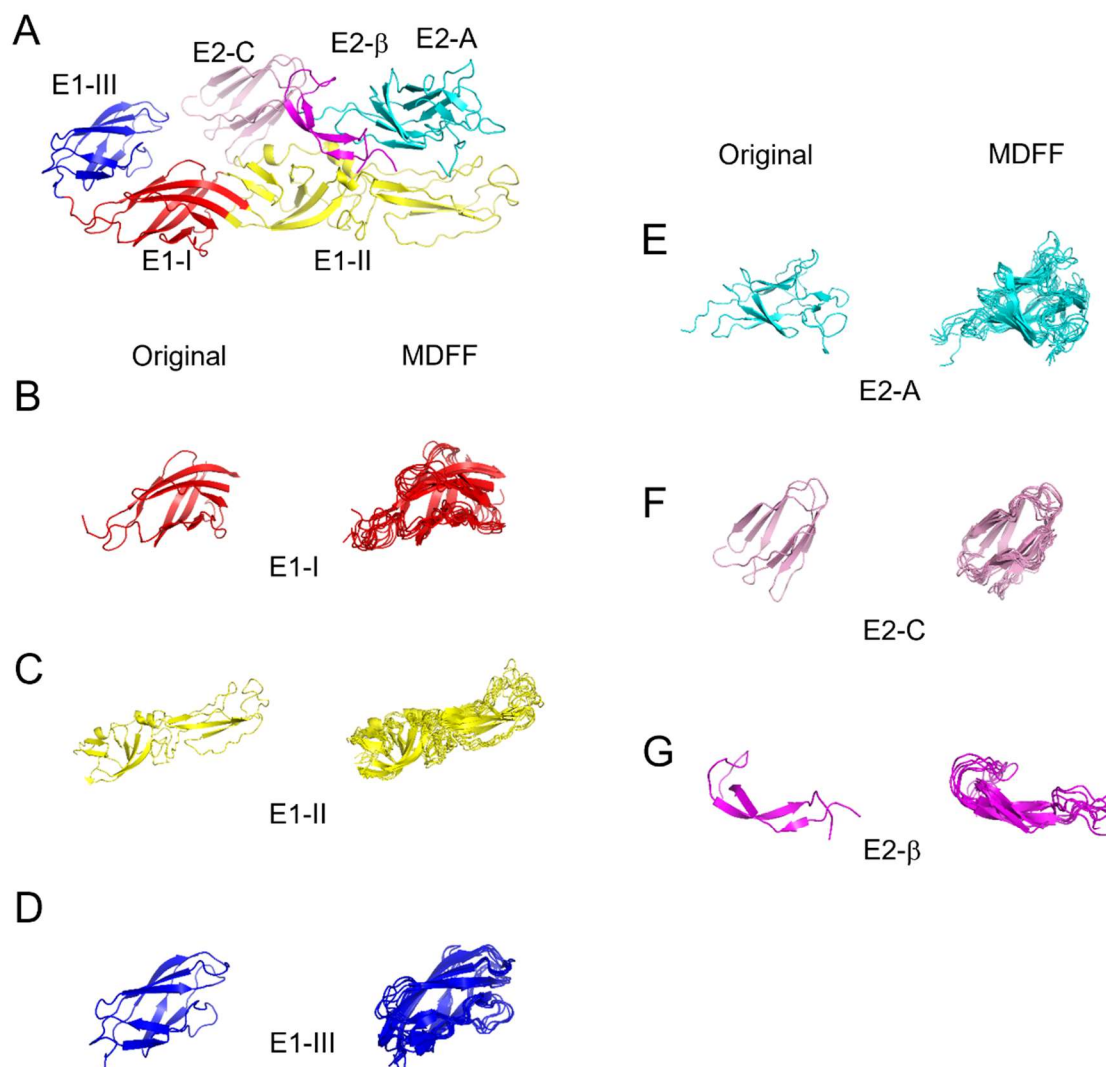 A
E1-III
E2-C
E2-β
E2-A
E1-I
E1-II
Original MDFF
B
E1-I
C
E1-II
D
E1-III
Original MDFF
E
E2-A
F
E2-C
G
E2-β